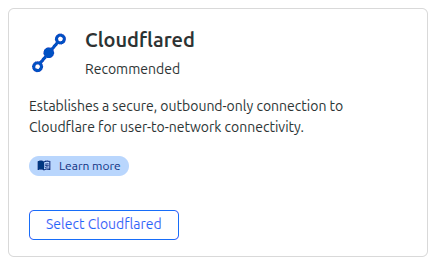 Cloudflared
Recommended
Establishes a secure, outbound-only connection to
Cloudflare for user-to-network connectivity.
Learn more
Select Cloudflared